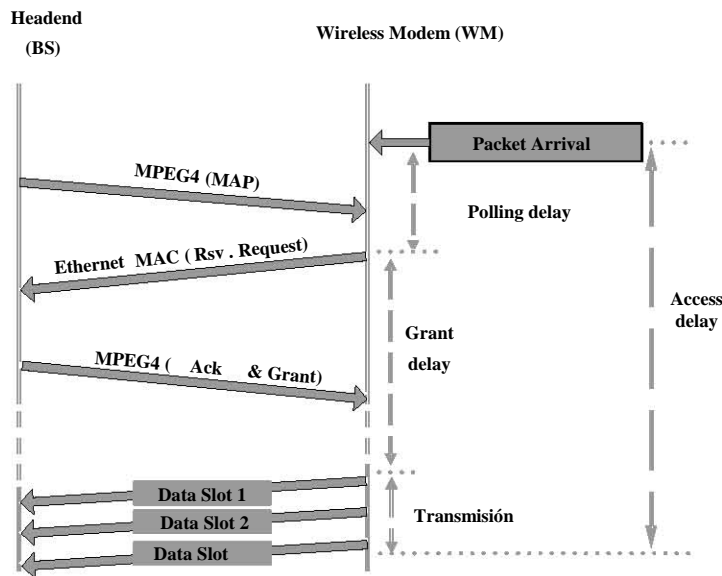 Headend
(BS)
Wireless Modem (WM)
Packet Arrival
MPEG4 (MAP)
Polling delay
Ethernet MAC ( Rsv . Request)
Access
delay
Grant
delay
MPEG4 ( Ack & Grant)
Data Slot 1
Data Slot 2
Transmisión
Data Slot